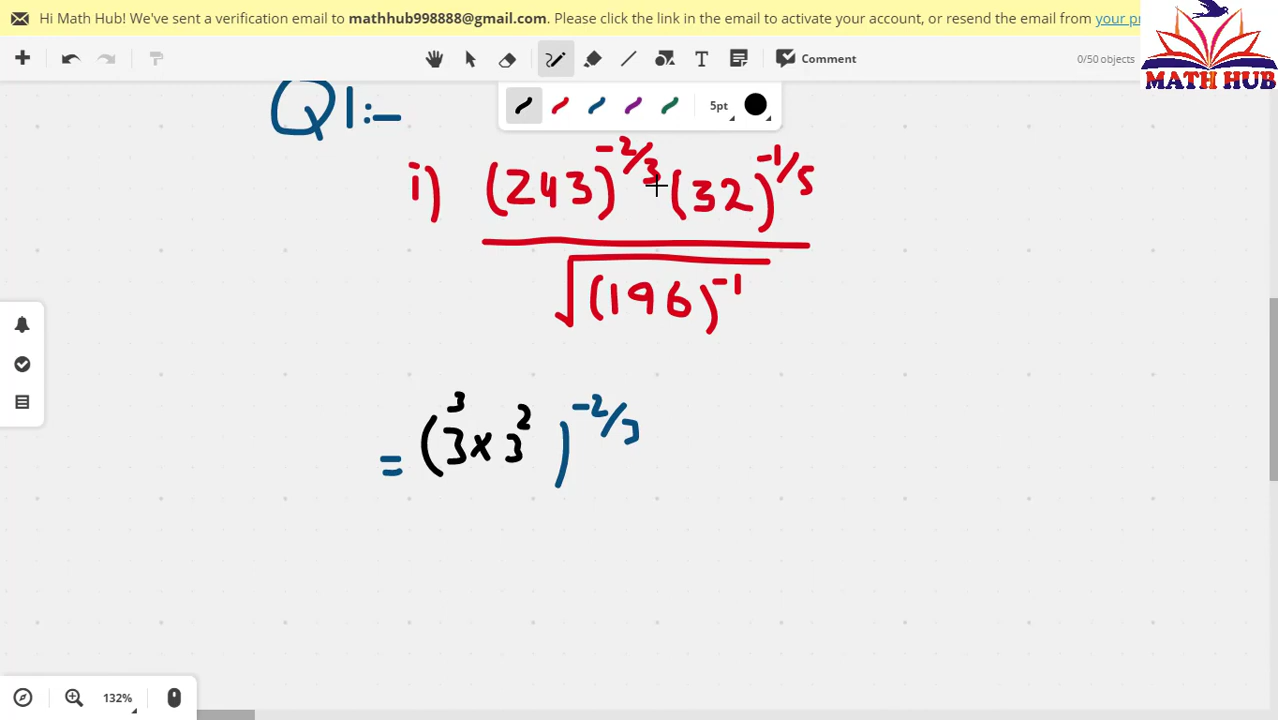 Hi Math Hub! We've sent a verification email to mathhub998888@gmail.com. Please click the link in the email to activate your account, or resend the email from your pr
MATH HUB
Comment
0/50 objects
5pt
Q1:-
i) (243)^-2/3 (32)^-1/5
√(196)^-1
= (3^3 x 3^2)^-2/3
132%